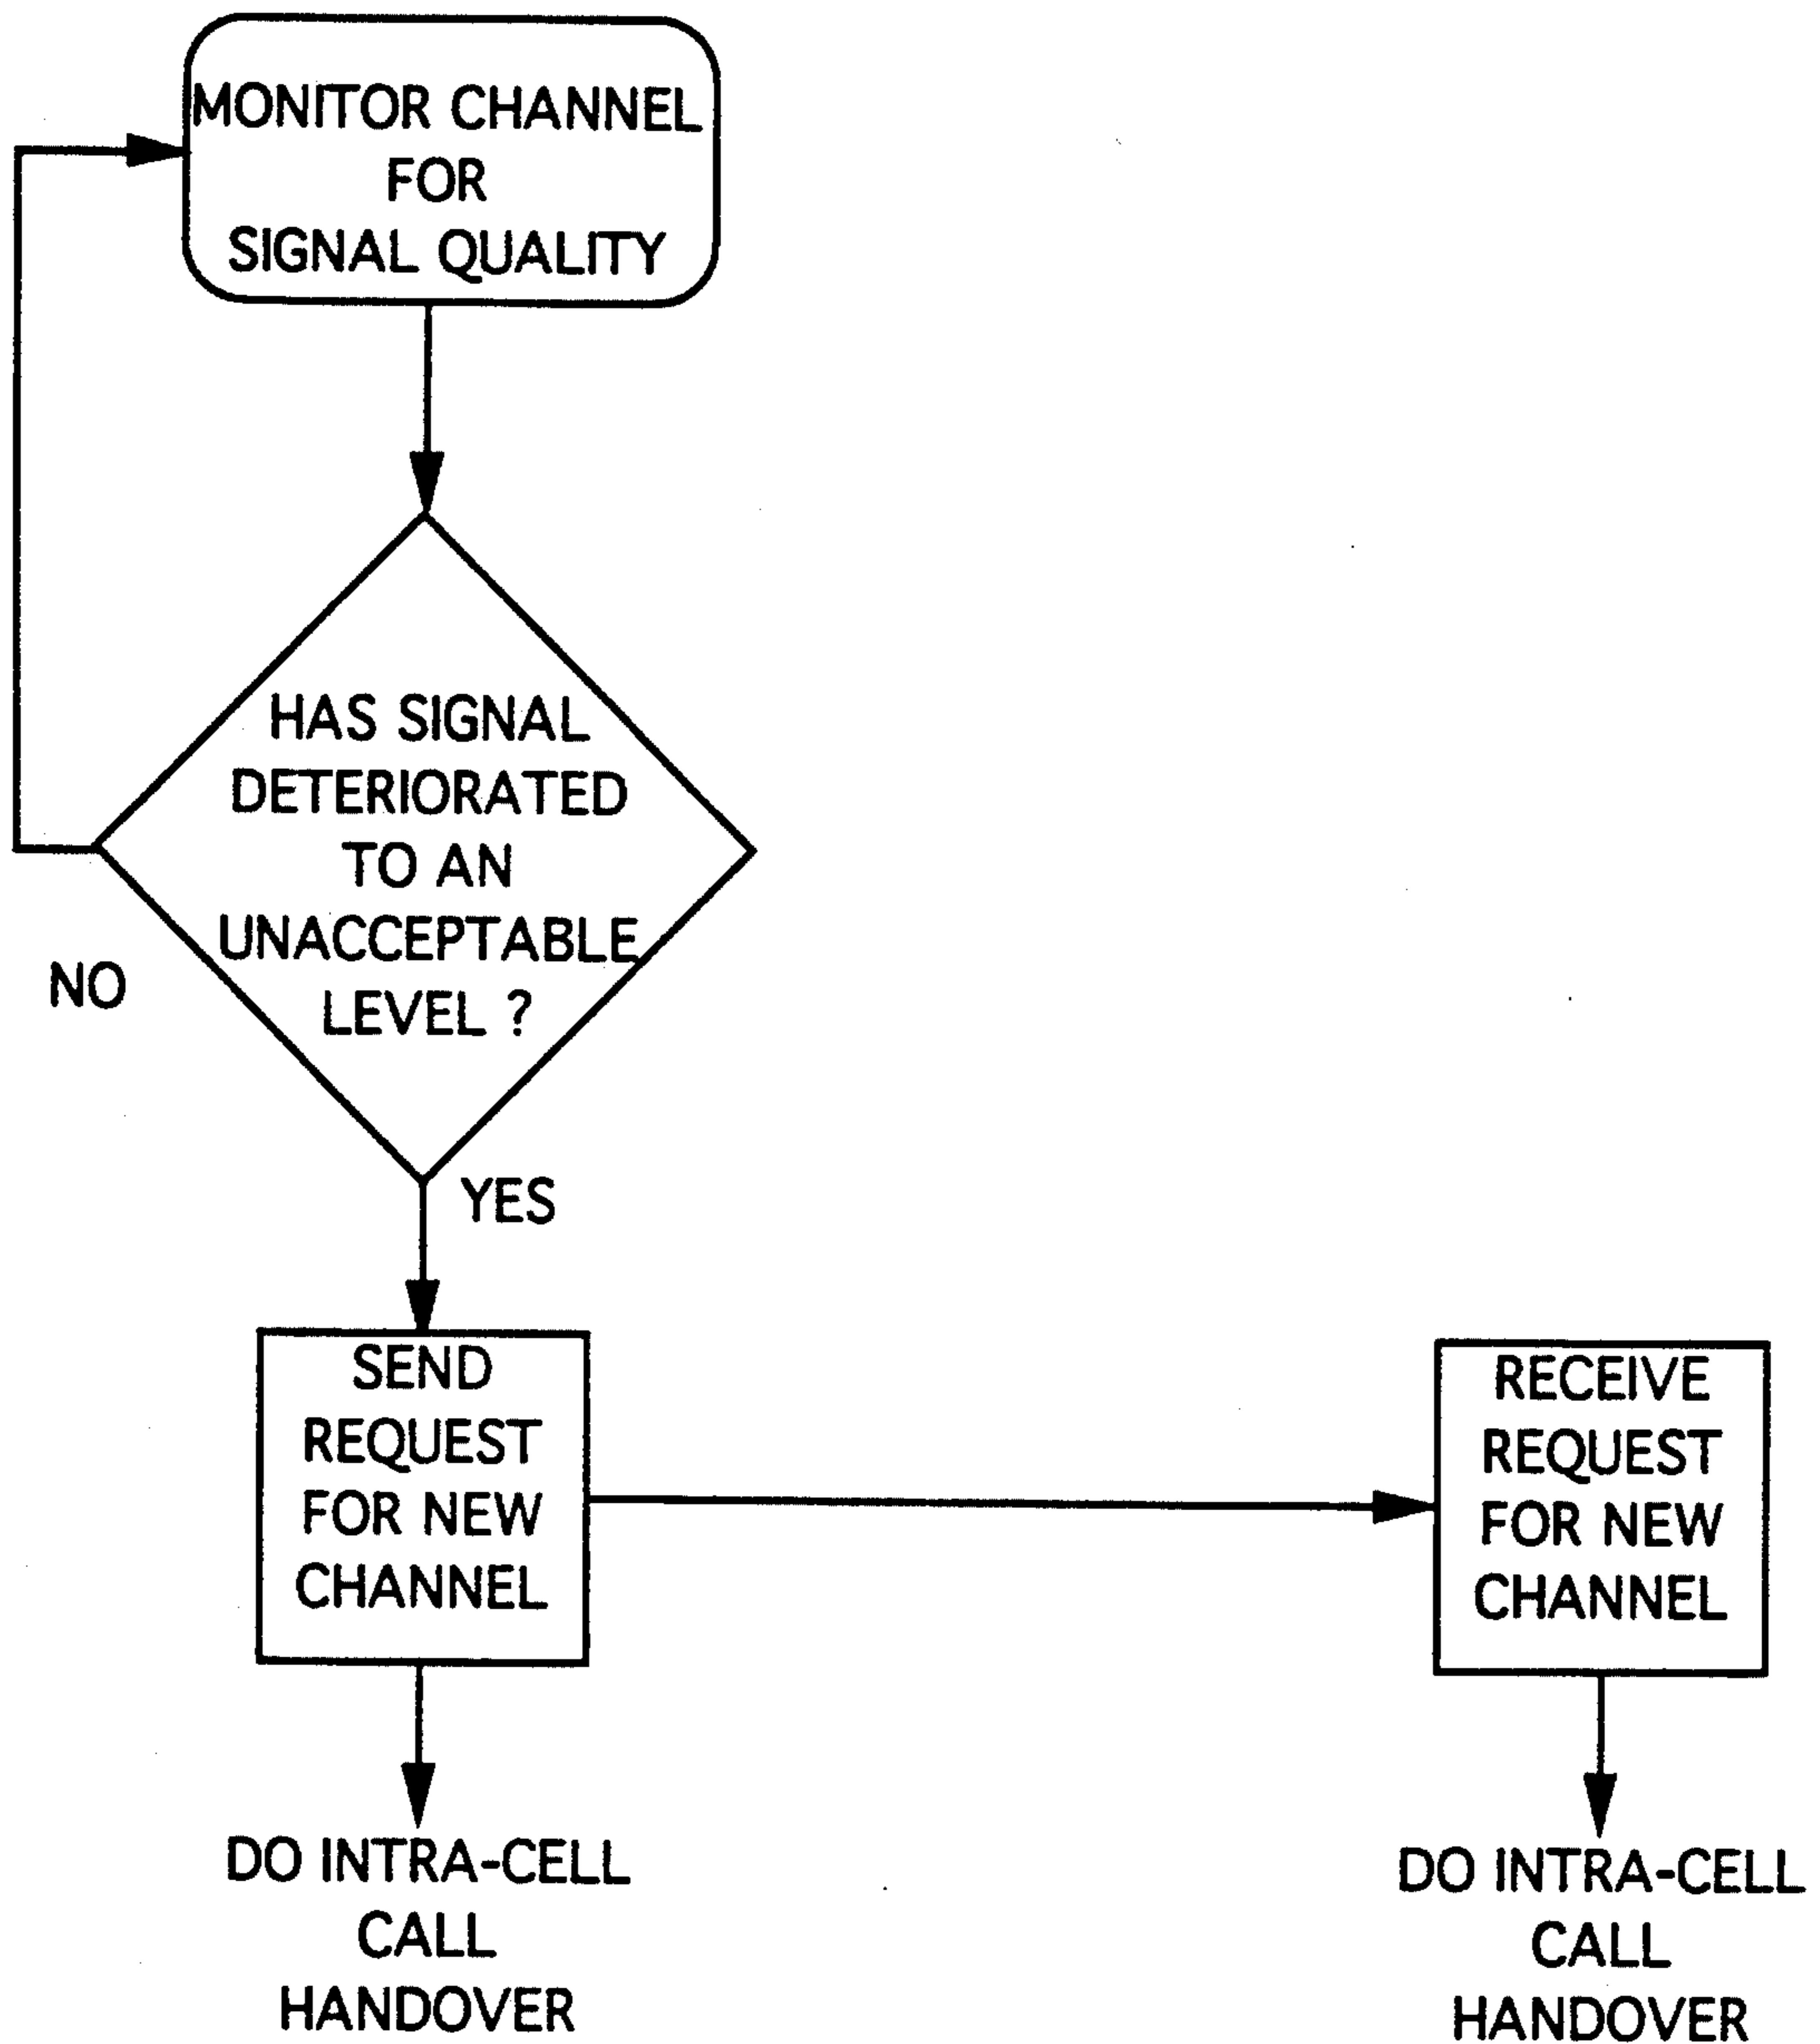 MONITOR CHANNEL
FOR
SIGNAL QUALITY
HAS SIGNAL
DETERIORATED
TO AN
UNACCEPTABLE
LEVEL ?
NO
YES
SEND
REQUEST
FOR NEW
CHANNEL
RECEIVE
REQUEST
FOR NEW
CHANNEL
DO INTRA-CELL
CALL
HANDOVER
DO INTRA-CELL
CALL
HANDOVER